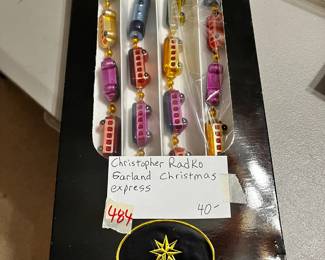 Christopher Radko
Garland Christmas
express
484
40-